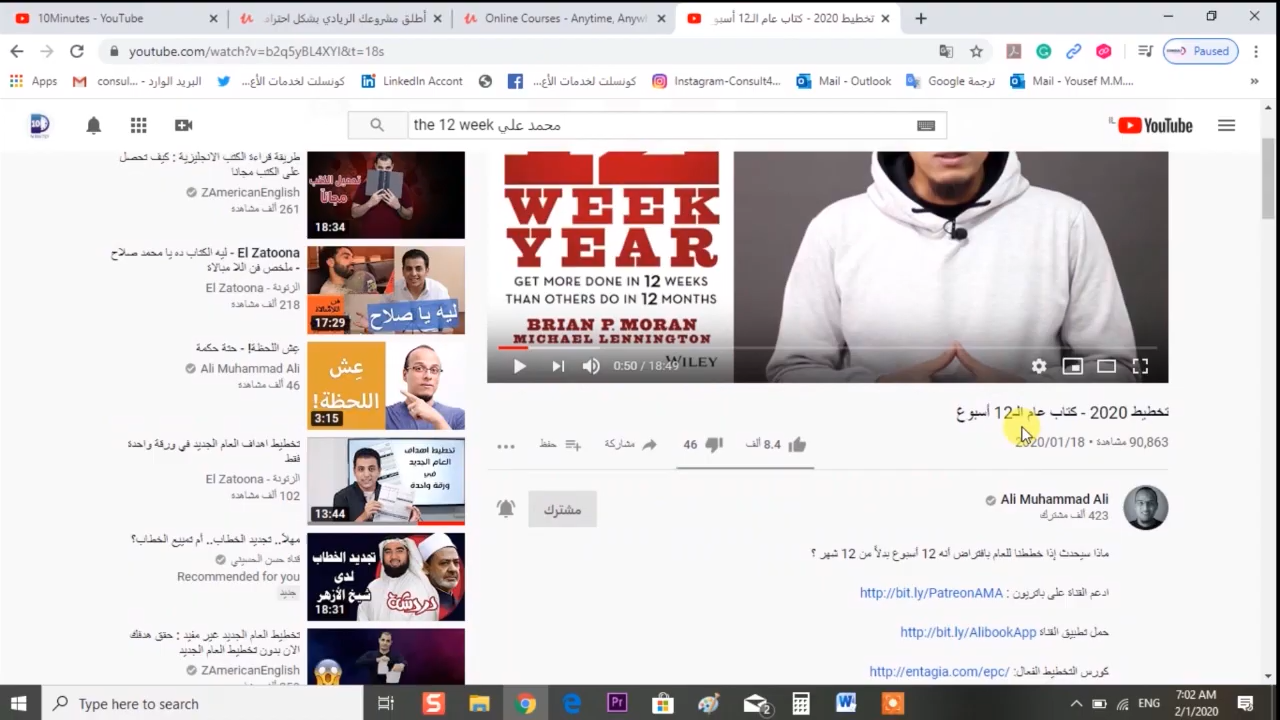 10Minutes - YouTube
أطلق مشروعك الريادي بشكل احتراف
Online Courses - Anytime, Anywh
تخطيط 2020 - كتاب عام الـ12 أسبو
youtube.com/watch?v=b2q5yBL4XYI&t=18s
Paused
Apps
البريد الوارد - consul...
كونسلت لخدمات الأع...
LinkedIn Accont
كونسلت لخدمات الأع...
Instagram-Consult4...
Mail - Outlook
ترجمة Google
Mail - Yousef M.M....
the 12 week محمد علي
IL
YouTube
طريقة قراءة الكتب الانجليزية : كيف تحصل
على الكتب مجانا
ZAmericanEnglish
261 ألف مشاهدة
تحميل الكتب
مجاناً
18:34
El Zatoona - ليه الكتاب ده يا محمد صلاح
- ملخص فن اللا مبالاة
El Zatoona - الزتونة
218 ألف مشاهدة
ليه يا صلاح
17:29
عِش اللحظة! - حتة حكمة
Ali Muhammad Ali
46 ألف مشاهدة
عِش
اللحظة!
3:15
تخطيط اهداف العام الجديد في ورقة واحدة
فقط
El Zatoona - الزتونة
102 ألف مشاهدة
تخطيط اهداف
العام الجديد
في
ورقة واحدة
13:44
مهلاً.. تجديد الخطاب.. أم تمييع الخطاب؟
قناة حسن الحسيني
Recommended for you
جديد
تجديد الخطاب
لدى
شيخ الأزهر
18:31
تخطيط العام الجديد غير مفيد : حقق هدفك
الان بدون تخطيط العام الجديد
ZAmericanEnglish
12
WEEK
YEAR
GET MORE DONE IN 12 WEEKS
THAN OTHERS DO IN 12 MONTHS
BRIAN P. MORAN
MICHAEL LENNINGTON
WILEY
0:50 / 18:49
تخطيط 2020 - كتاب عام الـ12 أسبوع
90,863 مشاهدة • 2020/01/18
8.4 ألف
46
مشاركة
حفظ
Ali Muhammad Ali
423 ألف مشترك
مشترك
ماذا سيحدث إذا خططنا للعام بافتراض أنه 12 أسبوع بدلاً من 12 شهر ؟
ادعم القناة على باتريون : http://bit.ly/PatreonAMA
حمل تطبيق القناة http://bit.ly/AlibookApp
كورس التخطيط الفعال: http://entagia.com/epc/
Type here to search
2
ENG
7:02 AM
2/1/2020